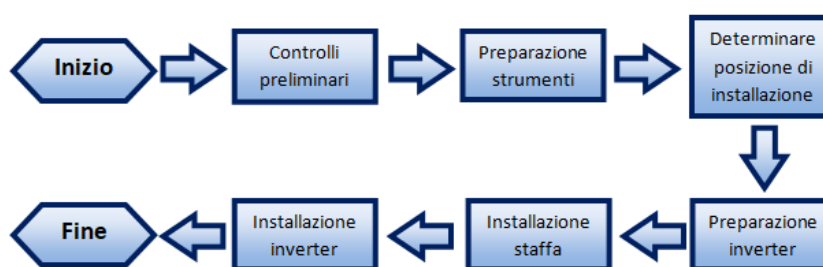 Inizio
Controlli
preliminari
Preparazione
strumenti
Determinare
posizione di
installazione
Preparazione
inverter
Installazione
staffa
Installazione
inverter
Fine